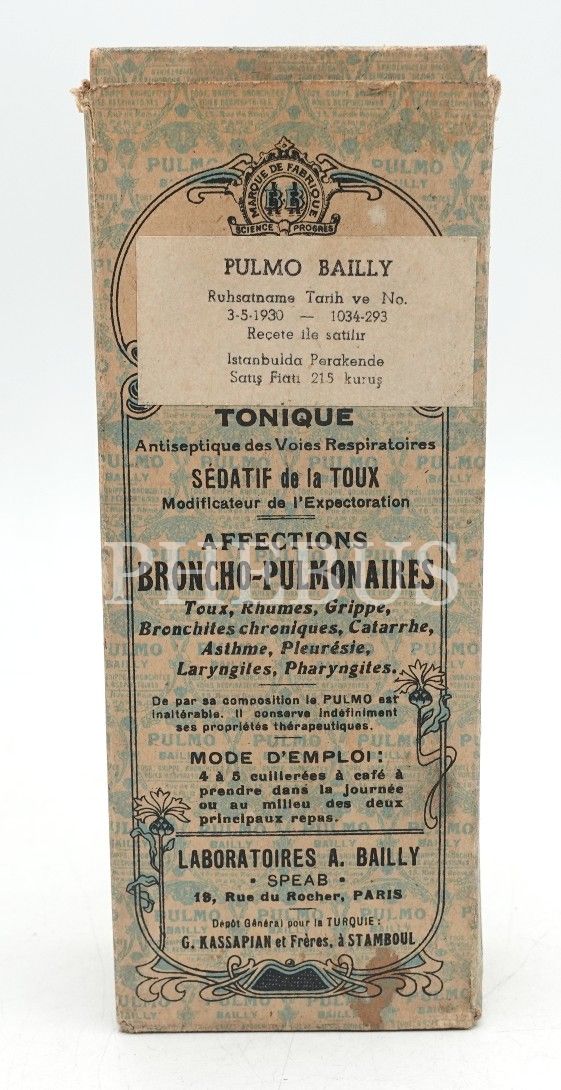 MARQUE DE FABRIQUE
SCIENCE PROGRÈS
PULMO BAILLY
Ruhsatname Tarih ve No.
3-5-1930 — 1034-293
Reçete ile satilir
Istanbulda Perakende
Satış Fiatı 215 kuruş
TONIQUE
Antiseptique des Voies Respiratoires
SÉDATIF de la TOUX
Modificateur de l'Expectoration
AFFECTIONS
PHEBUS
BRONCHO-PULMONAIRES
Toux, Rhumes, Grippe,
Bronchites chroniques, Catarrhe,
Asthme, Pleurésie,
Laryngites, Pharyngites.
De par sa composition le PULMO est
inaltérable. Il conserve indéfiniment
ses propriétés thérapeutiques.
MODE D'EMPLOI:
4 à 5 cuillerées à café à
prendre dans la journée
ou au milieu des deux
principaux repas.
LABORATOIRES A. BAILLY
• SPEAB •
19, Rue du Rocher, PARIS
Dépôt Général pour la TURQUIE:
G. KASSAPIAN et Frères, à STAMBOUL